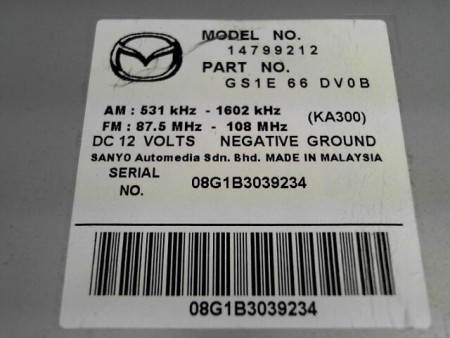 MODEL NO.
14799212
PART NO.
GS1E 66 DV0B
AM : 531 kHz - 1602 kHz
FM : 87.5 MHz - 108 MHz (KA300)
DC 12 VOLTS NEGATIVE GROUND
SANYO Automedia Sdn. Bhd. MADE IN MALAYSIA
SERIAL
NO. 08G1B3039234
08G1B3039234